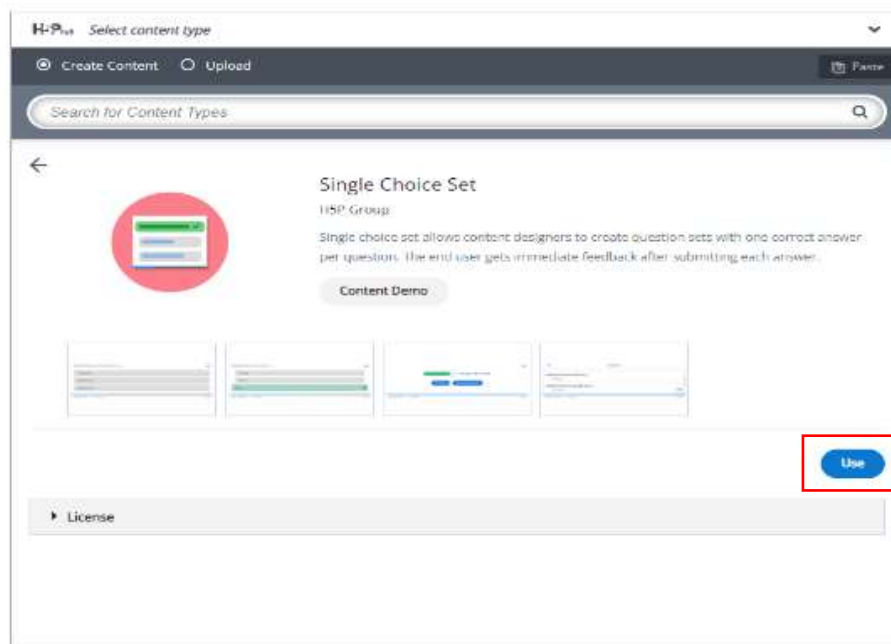 H5P Hub Select content type
Create Content Upload
Paste
Search for Content Types
Single Choice Set
H5P Group
Single choice set allows content designers to create question sets with one correct answer
per question. The end user gets immediate feedback after submitting each answer.
Content Demo
Use
License